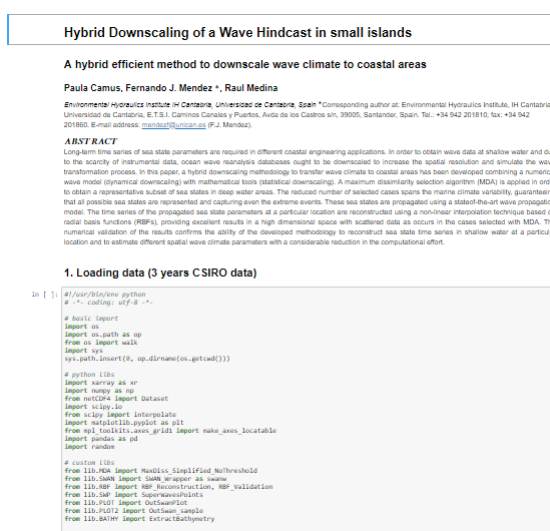 Hybrid Downscaling of a Wave Hindcast in small islands
A hybrid efficient method to downscale wave climate to coastal areas
Paula Camus, Fernando J. Mendez *, Raul Medina
Environmental Hydraulics Institute IH Cantabria, Universidad de Cantabria, Spain *Corresponding author at: Environmental Hydraulics Institute, IH Cantabria
Universidad de Cantabria, E.T.S.I. Caminos Canales y Puertos, Avda de los Castros s/n, 39005, Santander, Spain. Tel.: +34 942 201810; fax: +34 942
201860. E-mail address: mendezf@unican.es (F.J. Mendez).
ABSTRACT
Long-term time series of sea state parameters are required in different coastal engineering applications. In order to obtain wave data at shallow water and du
to the scarcity of instrumental data, ocean wave reanalysis databases ought to be downscaled to increase the spatial resolution and simulate the wav
transformation process. In this paper, a hybrid downscaling methodology to transfer wave climate to coastal areas has been developed combining a numeric
wave model (dynamical downscaling) with mathematical tools (statistical downscaling). A maximum dissimilarity selection algorithm (MDA) is applied in ord
to obtain a representative subset of sea states in deep water areas. The reduced number of selected cases spans the marine climate variability, guaranteein
that all possible sea states are represented and capturing even the extreme events. These sea states are propagated using a stateof-the-art wave propagatio
model. The time series of the propagated sea state parameters at a particular location are reconstructed using a non-linear interpolation technique based o
radial basis functions (RBFs), providing excellent results in a high dimensional space with scattered data as occurs in the cases selected with MDA. Th
numerical validation of the results confirms the ability of the developed methodology to reconstruct sea state time series in shallow water at a particul
location and to estimate different spatial wave climate parameters with a considerable reduction in the computational effort.
1. Loading data (3 years CSIRO data)
In [ ]: #!/usr/bin/env python
# -*- coding: utf-8 -*-
# basic import
import os
import os.path as op
from os import walk
import sys
sys.path.insert(0, op.dirname(os.getcwd()))
# python libs
import xarray as xr
import numpy as np
from netCDF4 import Dataset
import scipy.io
from scipy import interpolate
import matplotlib.pyplot as plt
from mpl_toolkits.axes_grid1 import make_axes_locatable
import pandas as pd
import random
# custom libs
from lib.MDA import MaxDiss_Simplified_NoThreshold
from lib.SWAN import SWAN_Wrapper as swanw
from lib.RBF import RBF_Reconstruction, RBF_Validation
from lib.SWP import SuperWavesPoints
from lib.PLOT import OutSwanPlot
from lib.PLOT2 import OutSwan_sample
from lib.BATHY import ExtractBathymetry